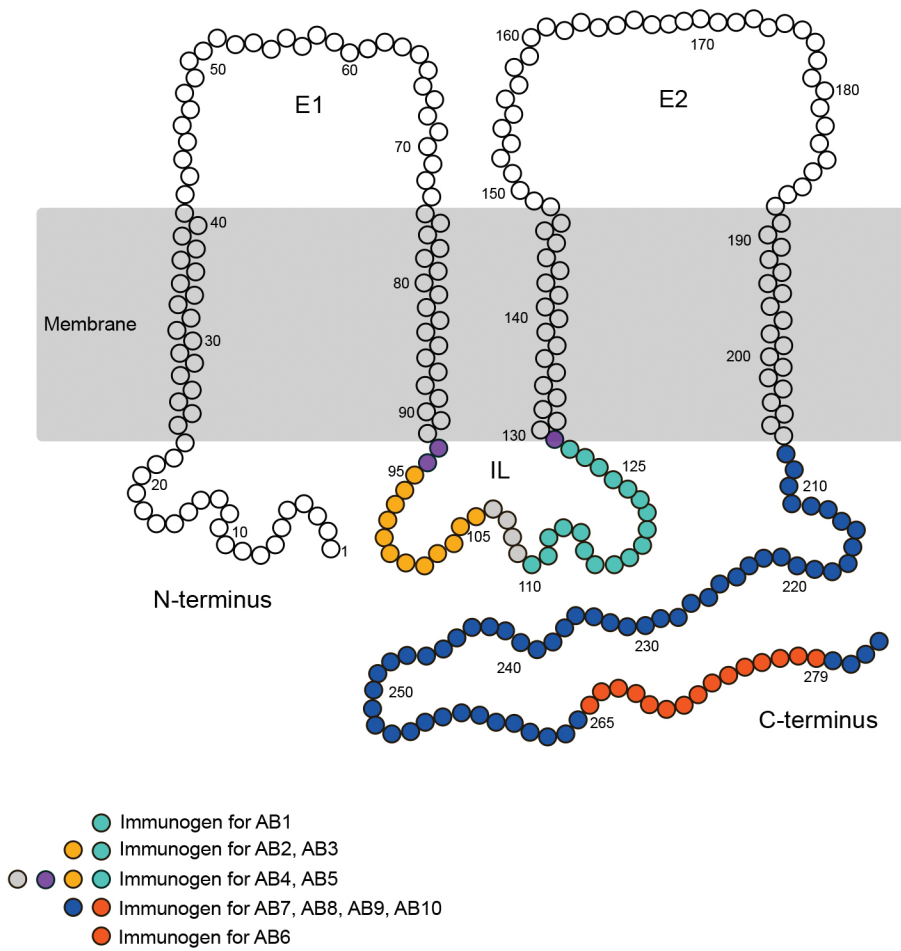 160
170
50
60
E1
E2
180
70
150
40
190
80
Membrane
140
30
200
90
130
95
IL
125
20
210
105
10
1
110
220
N-terminus
230
240
250
279
265
C-terminus
Immunogen for AB1
Immunogen for AB2, AB3
Immunogen for AB4, AB5
Immunogen for AB7, AB8, AB9, AB10
Immunogen for AB6